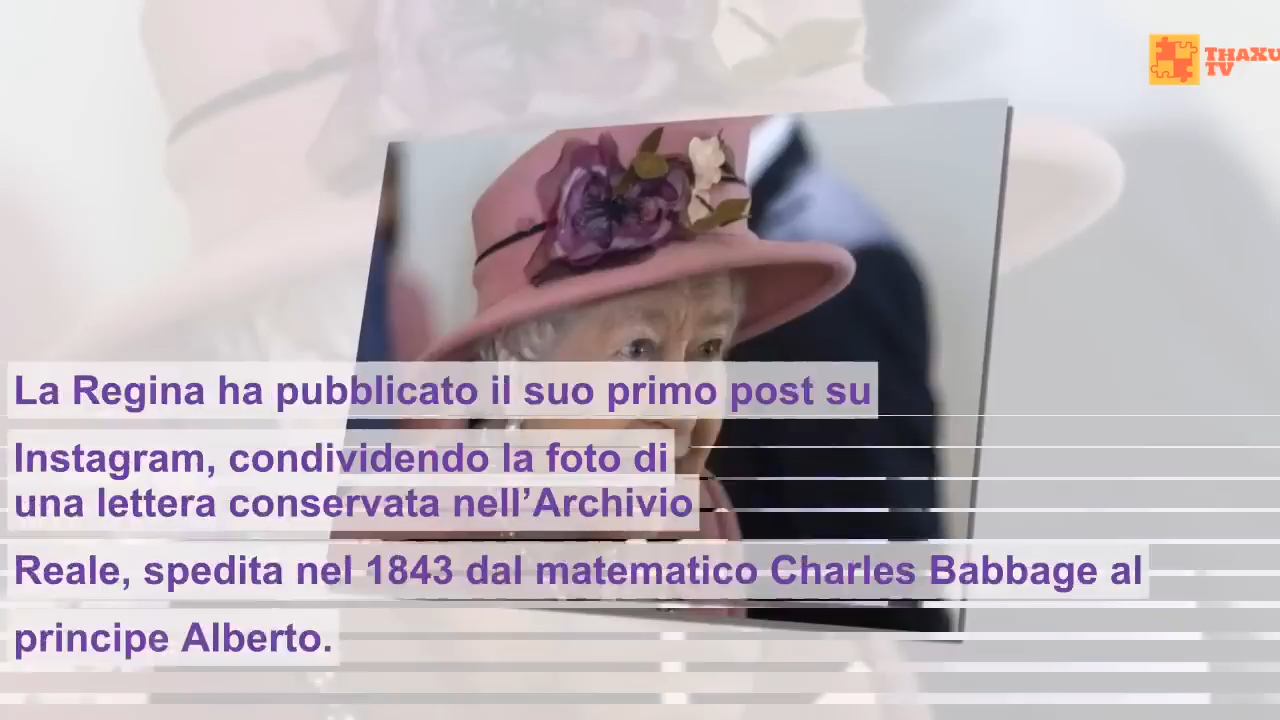 THAXU
TV
La Regina ha pubblicato il suo primo post su
Instagram, condividendo la foto di
una lettera conservata nell’Archivio
Reale, spedita nel 1843 dal matematico Charles Babbage al
principe Alberto.